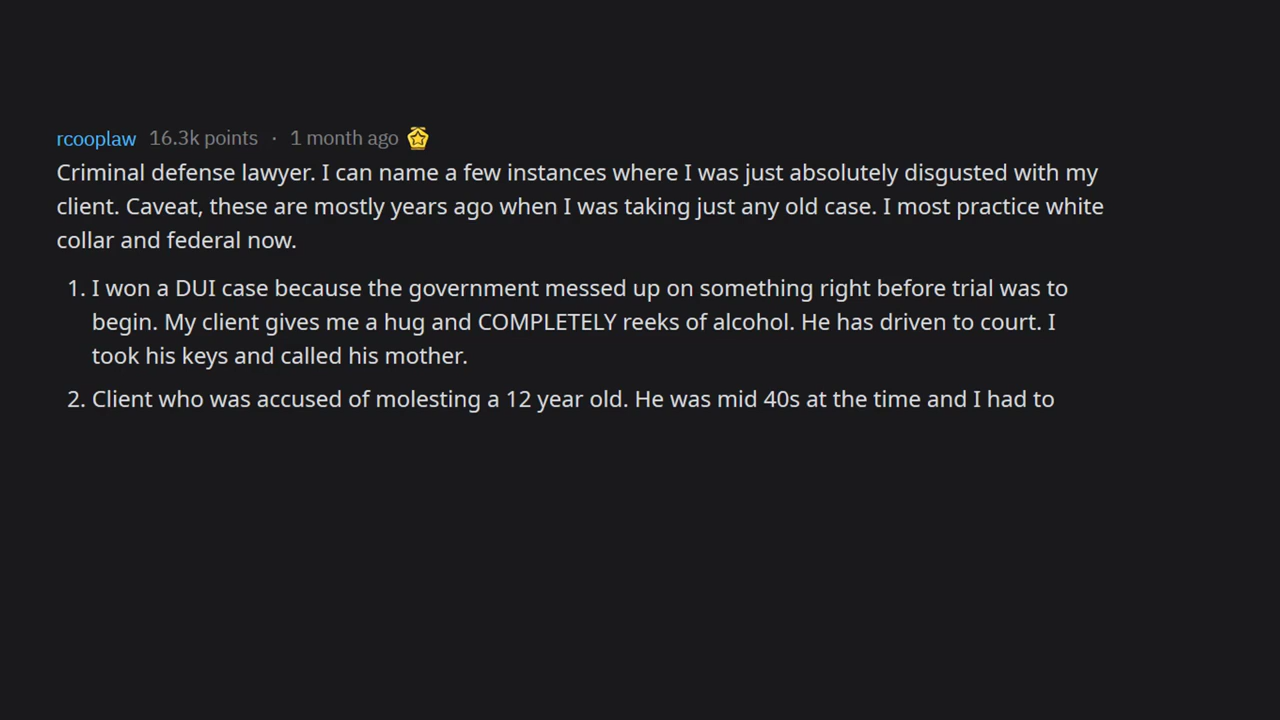 rcooplaw 16.3k points · 1 month ago
Criminal defense lawyer. I can name a few instances where I was just absolutely disgusted with my
client. Caveat, these are mostly years ago when I was taking just any old case. I most practice white
collar and federal now.
1. I won a DUI case because the government messed up on something right before trial was to
begin. My client gives me a hug and COMPLETELY reeks of alcohol. He has driven to court. I
took his keys and called his mother.
2. Client who was accused of molesting a 12 year old. He was mid 40s at the time and I had to